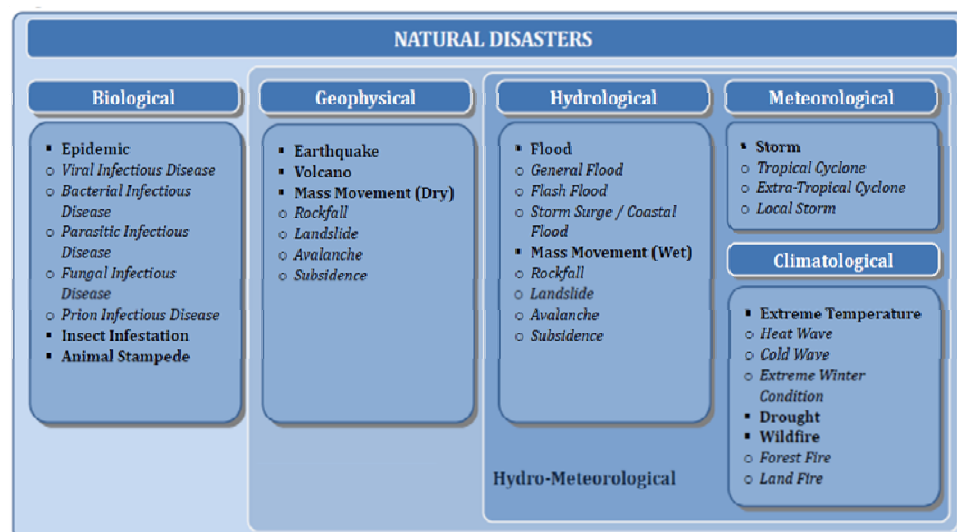 NATURAL DISASTERS
Biological
▪ Epidemic
○ Viral Infectious Disease
○ Bacterial Infectious
Disease
○ Parasitic Infectious
Disease
○ Fungal Infectious
Disease
○ Prion Infectious Disease
▪ Insect Infestation
▪ Animal Stampede
Geophysical
▪ Earthquake
▪ Volcano
▪ Mass Movement (Dry)
○ Rockfall
○ Landslide
○ Avalanche
○ Subsidence
Hydrological
▪ Flood
○ General Flood
○ Flash Flood
○ Storm Surge / Coastal
Flood
▪ Mass Movement (Wet)
○ Rockfall
○ Landslide
○ Avalanche
○ Subsidence
Meteorological
▪ Storm
○ Tropical Cyclone
○ Extra-Tropical Cyclone
○ Local Storm
Climatological
▪ Extreme Temperature
○ Heat Wave
○ Cold Wave
○ Extreme Winter
Condition
▪ Drought
▪ Wildfire
○ Forest Fire
○ Land Fire
Hydro-Meteorological